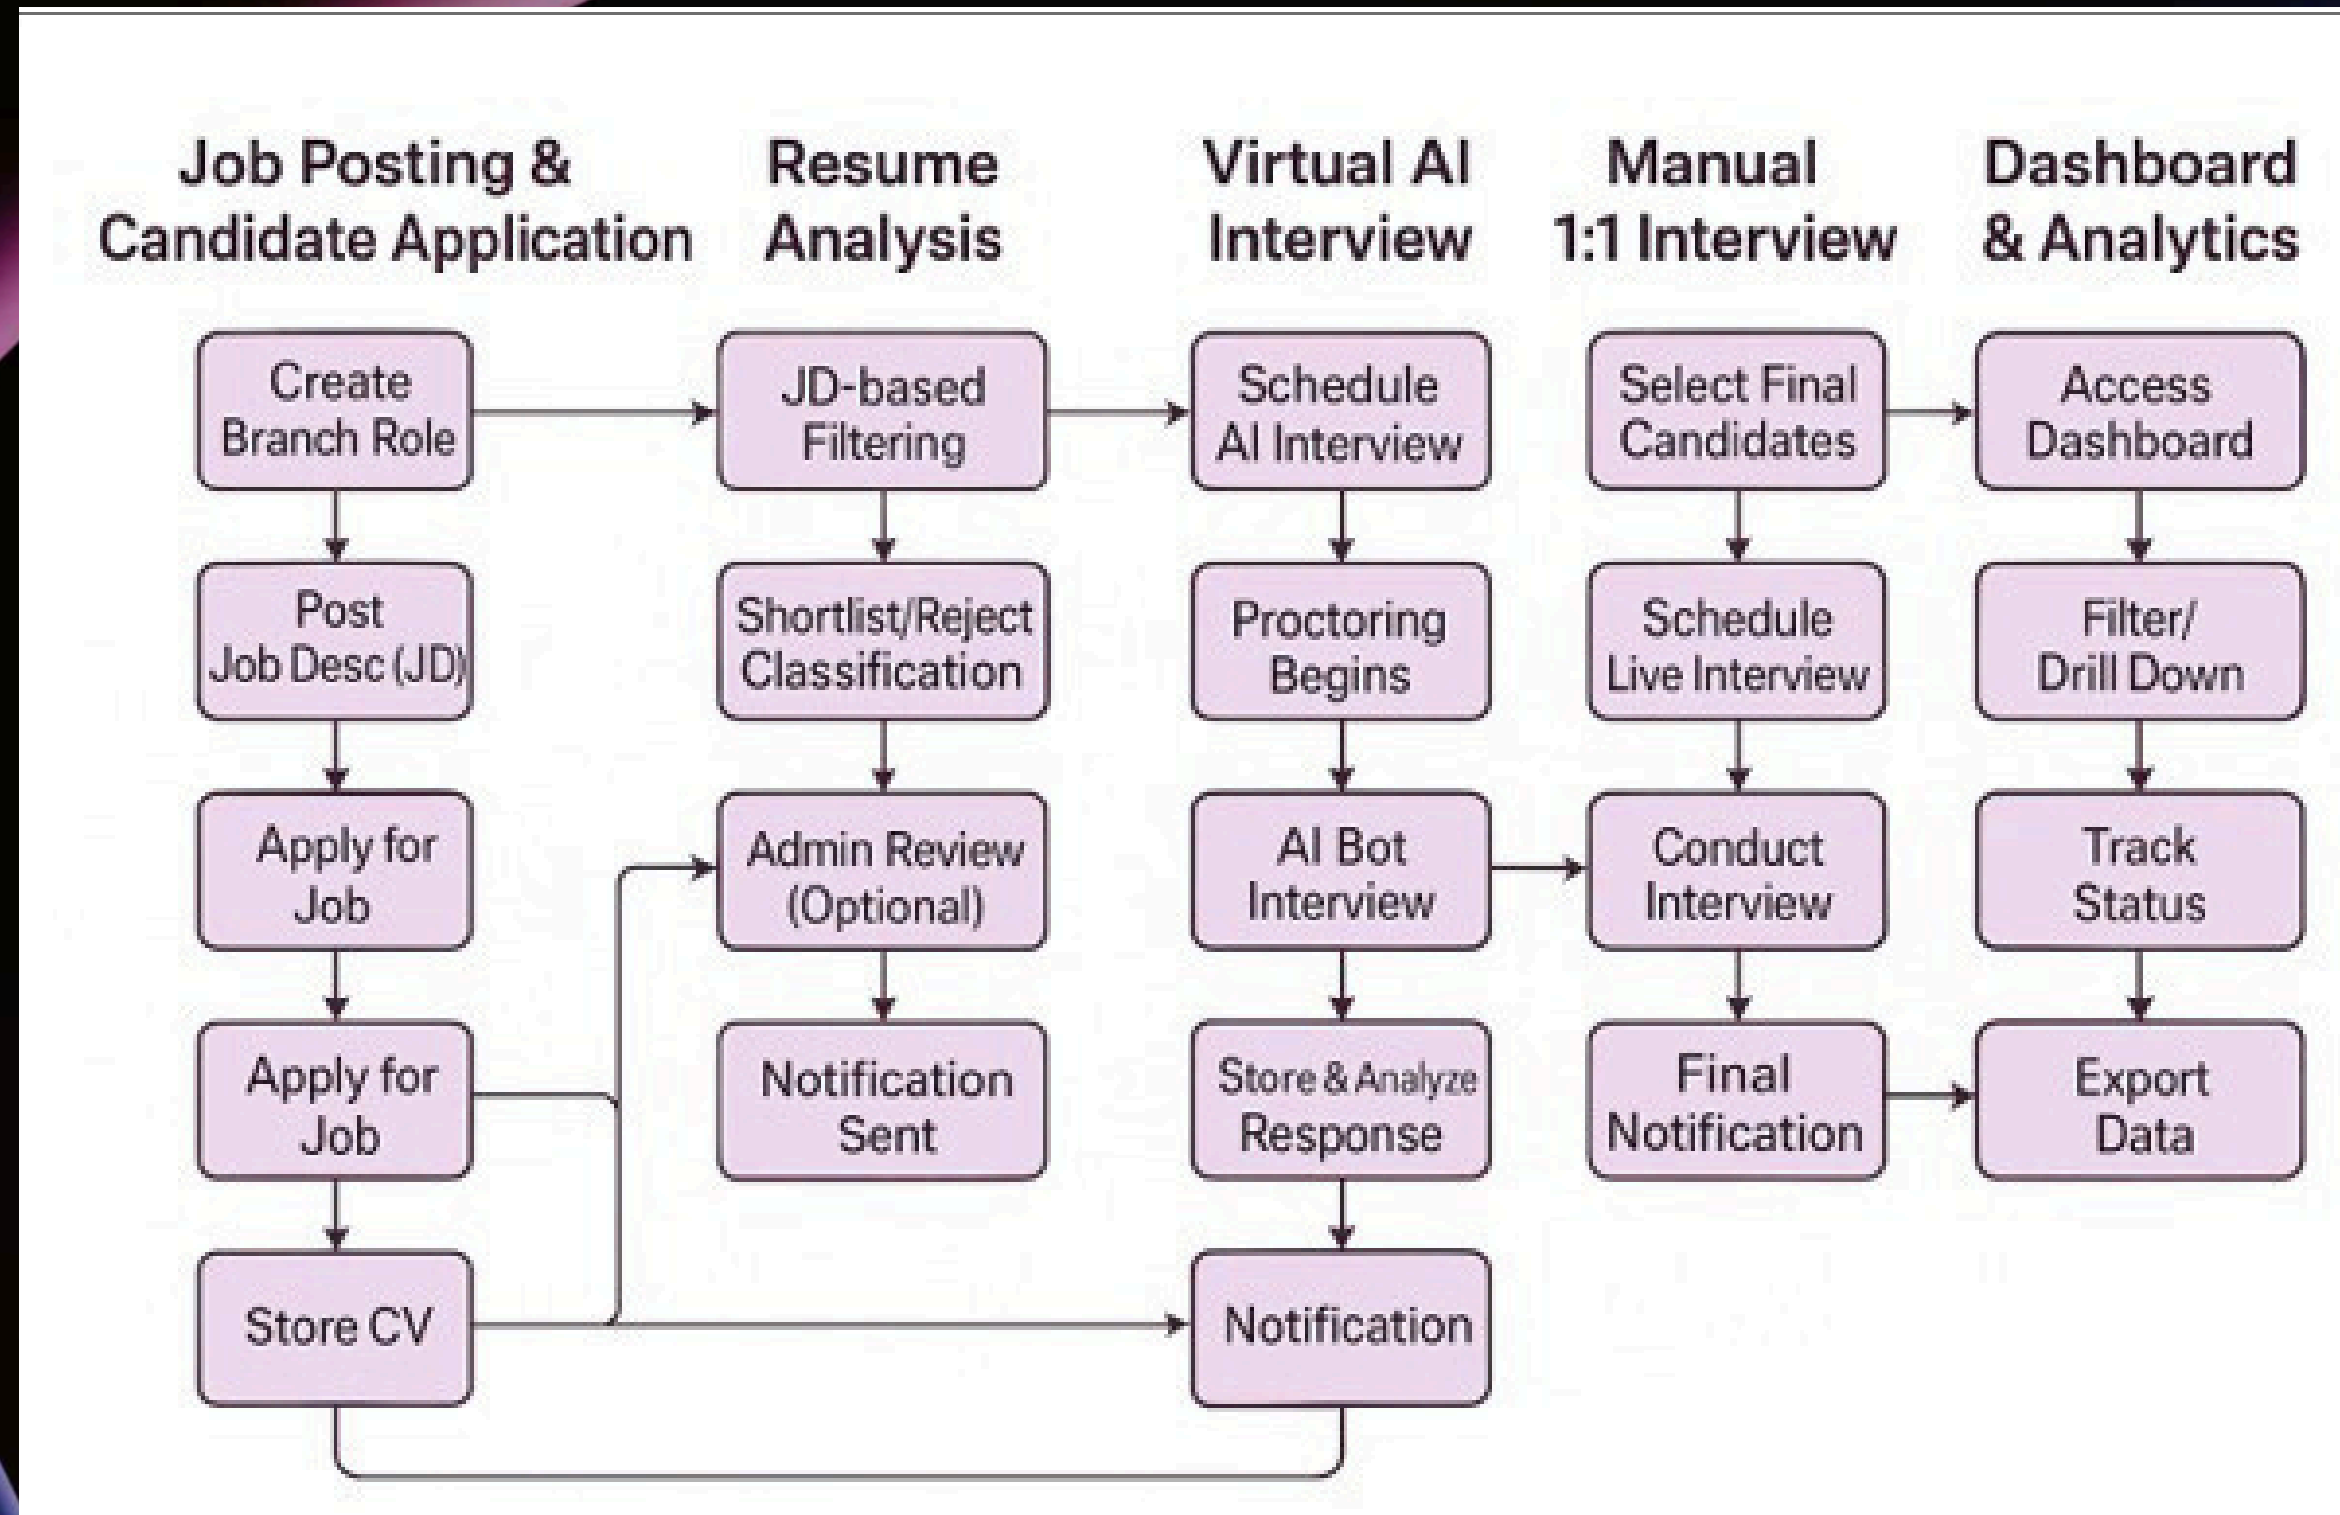 Job Posting &
Candidate Application
Resume
Analysis
Virtual AI
Interview
Manual
1:1 Interview
Dashboard
& Analytics
Create
Branch Role
JD-based
Filtering
Schedule
AI Interview
Select Final
Candidates
Access
Dashboard
Post
Job Desc (JD)
Shortlist/Reject
Classification
Proctoring
Begins
Schedule
Live Interview
Filter/
Drill Down
Apply for
Job
Admin Review
(Optional)
AI Bot
Interview
Conduct
Interview
Track
Status
Apply for
Job
Notification
Sent
Store & Analyze
Response
Final
Notification
Export
Data
Store CV
Notification